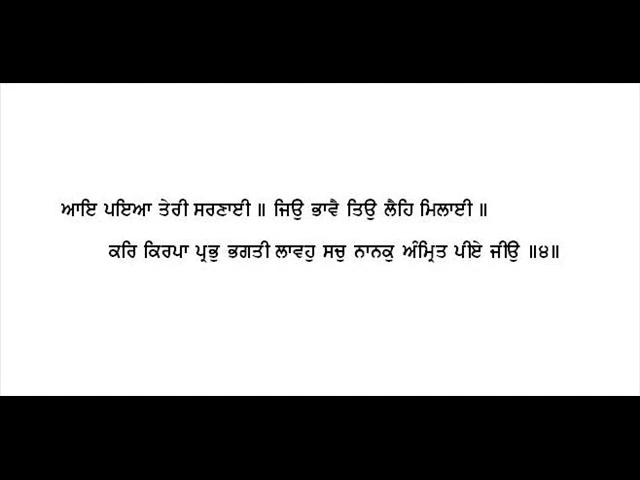 ਆਇ ਪਇਆ ਤੇਰੀ ਸਰਣਾਈ ॥ ਜਿਉ ਭਾਵੈ ਤਿਉ ਲੈਹਿ ਮਿਲਾਈ ॥
ਕਰਿ ਕਿਰਪਾ ਪ੍ਰਭੁ ਭਗਤੀ ਲਾਵਹੁ ਸਚੁ ਨਾਨਕੁ ਅੰਮ੍ਰਿਤ ਪੀਏ ਜੀਉ ॥੪॥